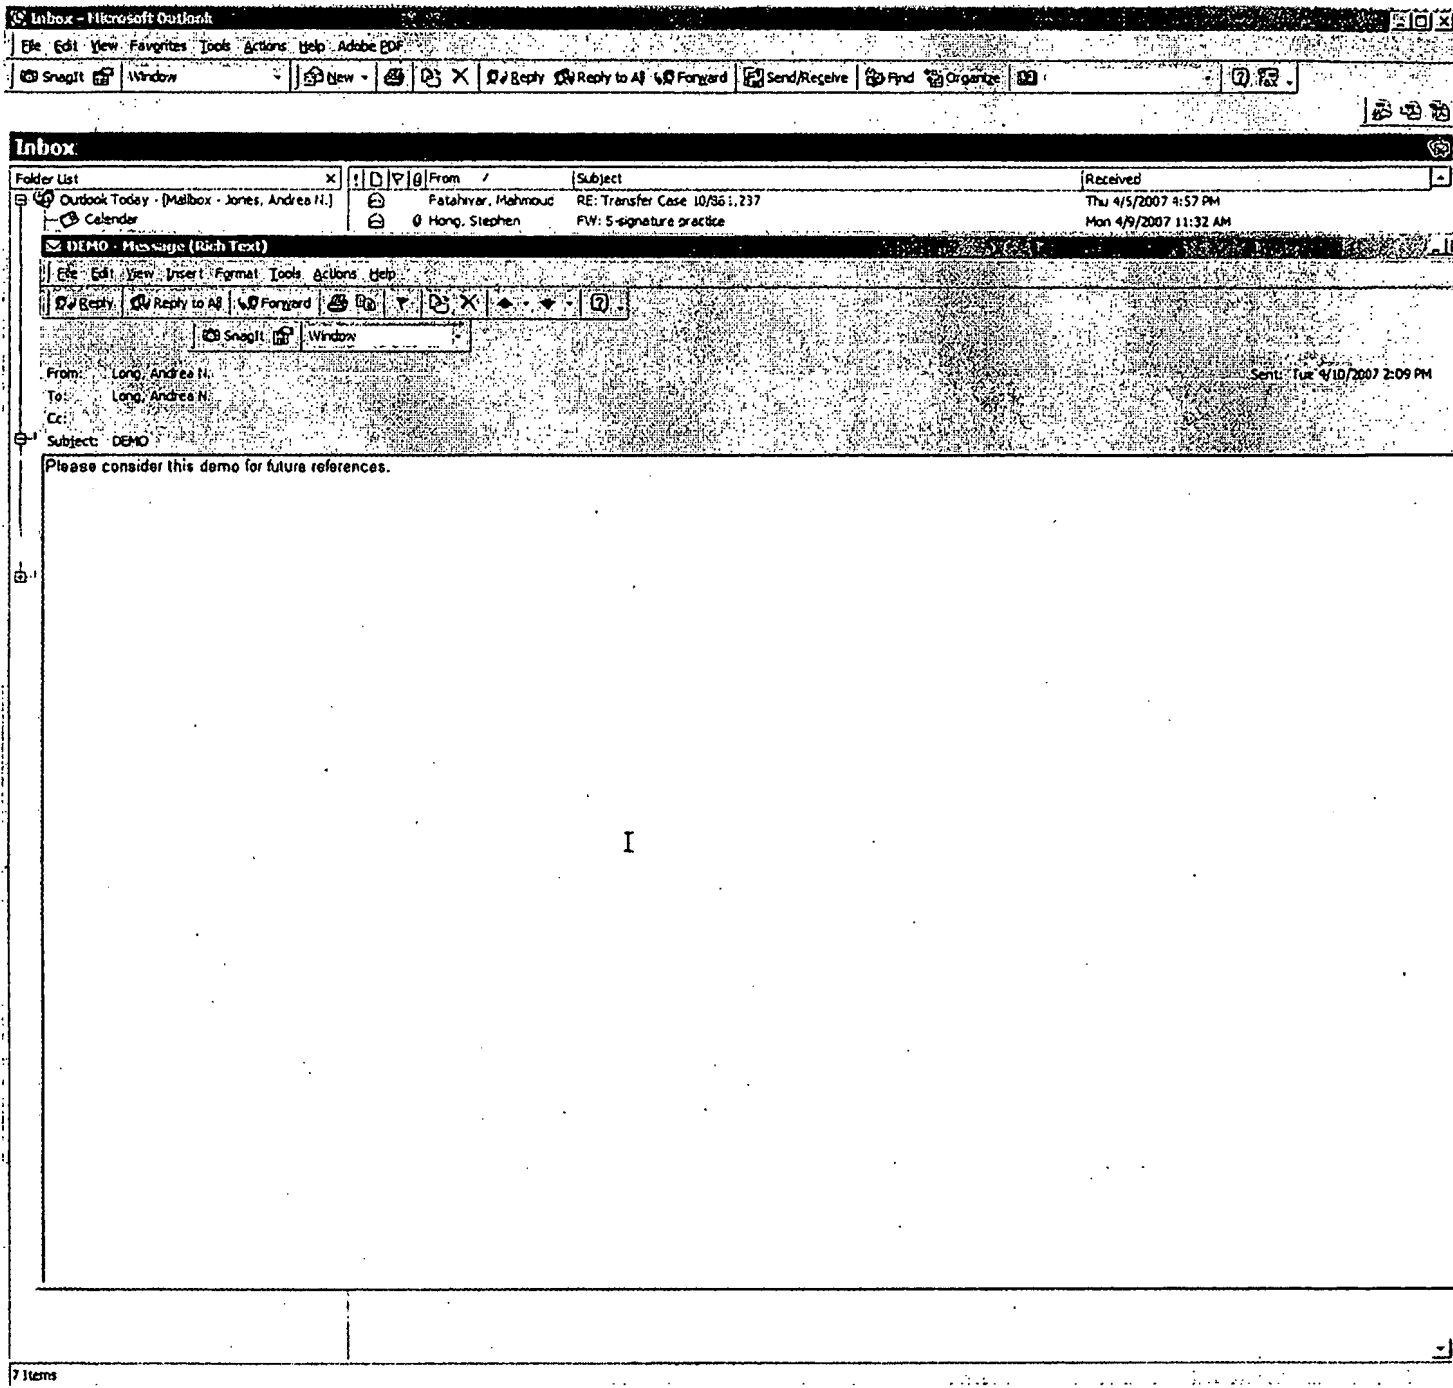 Inbox - Microsoft Outlook
File Edit View Favorites Tools Actions Help Adobe PDF
SnagIt Window New Reply Reply to All Forward Send/Receive Find Organize
Inbox
Folder List From / Subject Received
Outlook Today - [Mailbox - Jones, Andrea N.] Fatahiyar, Mahmoud RE: Transfer Case 10/361,237 Thu 4/5/2007 4:57 PM
Calendar Hong, Stephen FW: 5-signature practice Mon 4/9/2007 11:32 AM
DEMO - Message (Rich Text)
File Edit View Insert Format Tools Actions Help
Reply Reply to All Forward
SnagIt Window
From: Long, Andrea N. Sent: Tue 4/10/2007 2:09 PM
To: Long, Andrea N.
Cc:
Subject: DEMO
Please consider this demo for future references.
7 Items